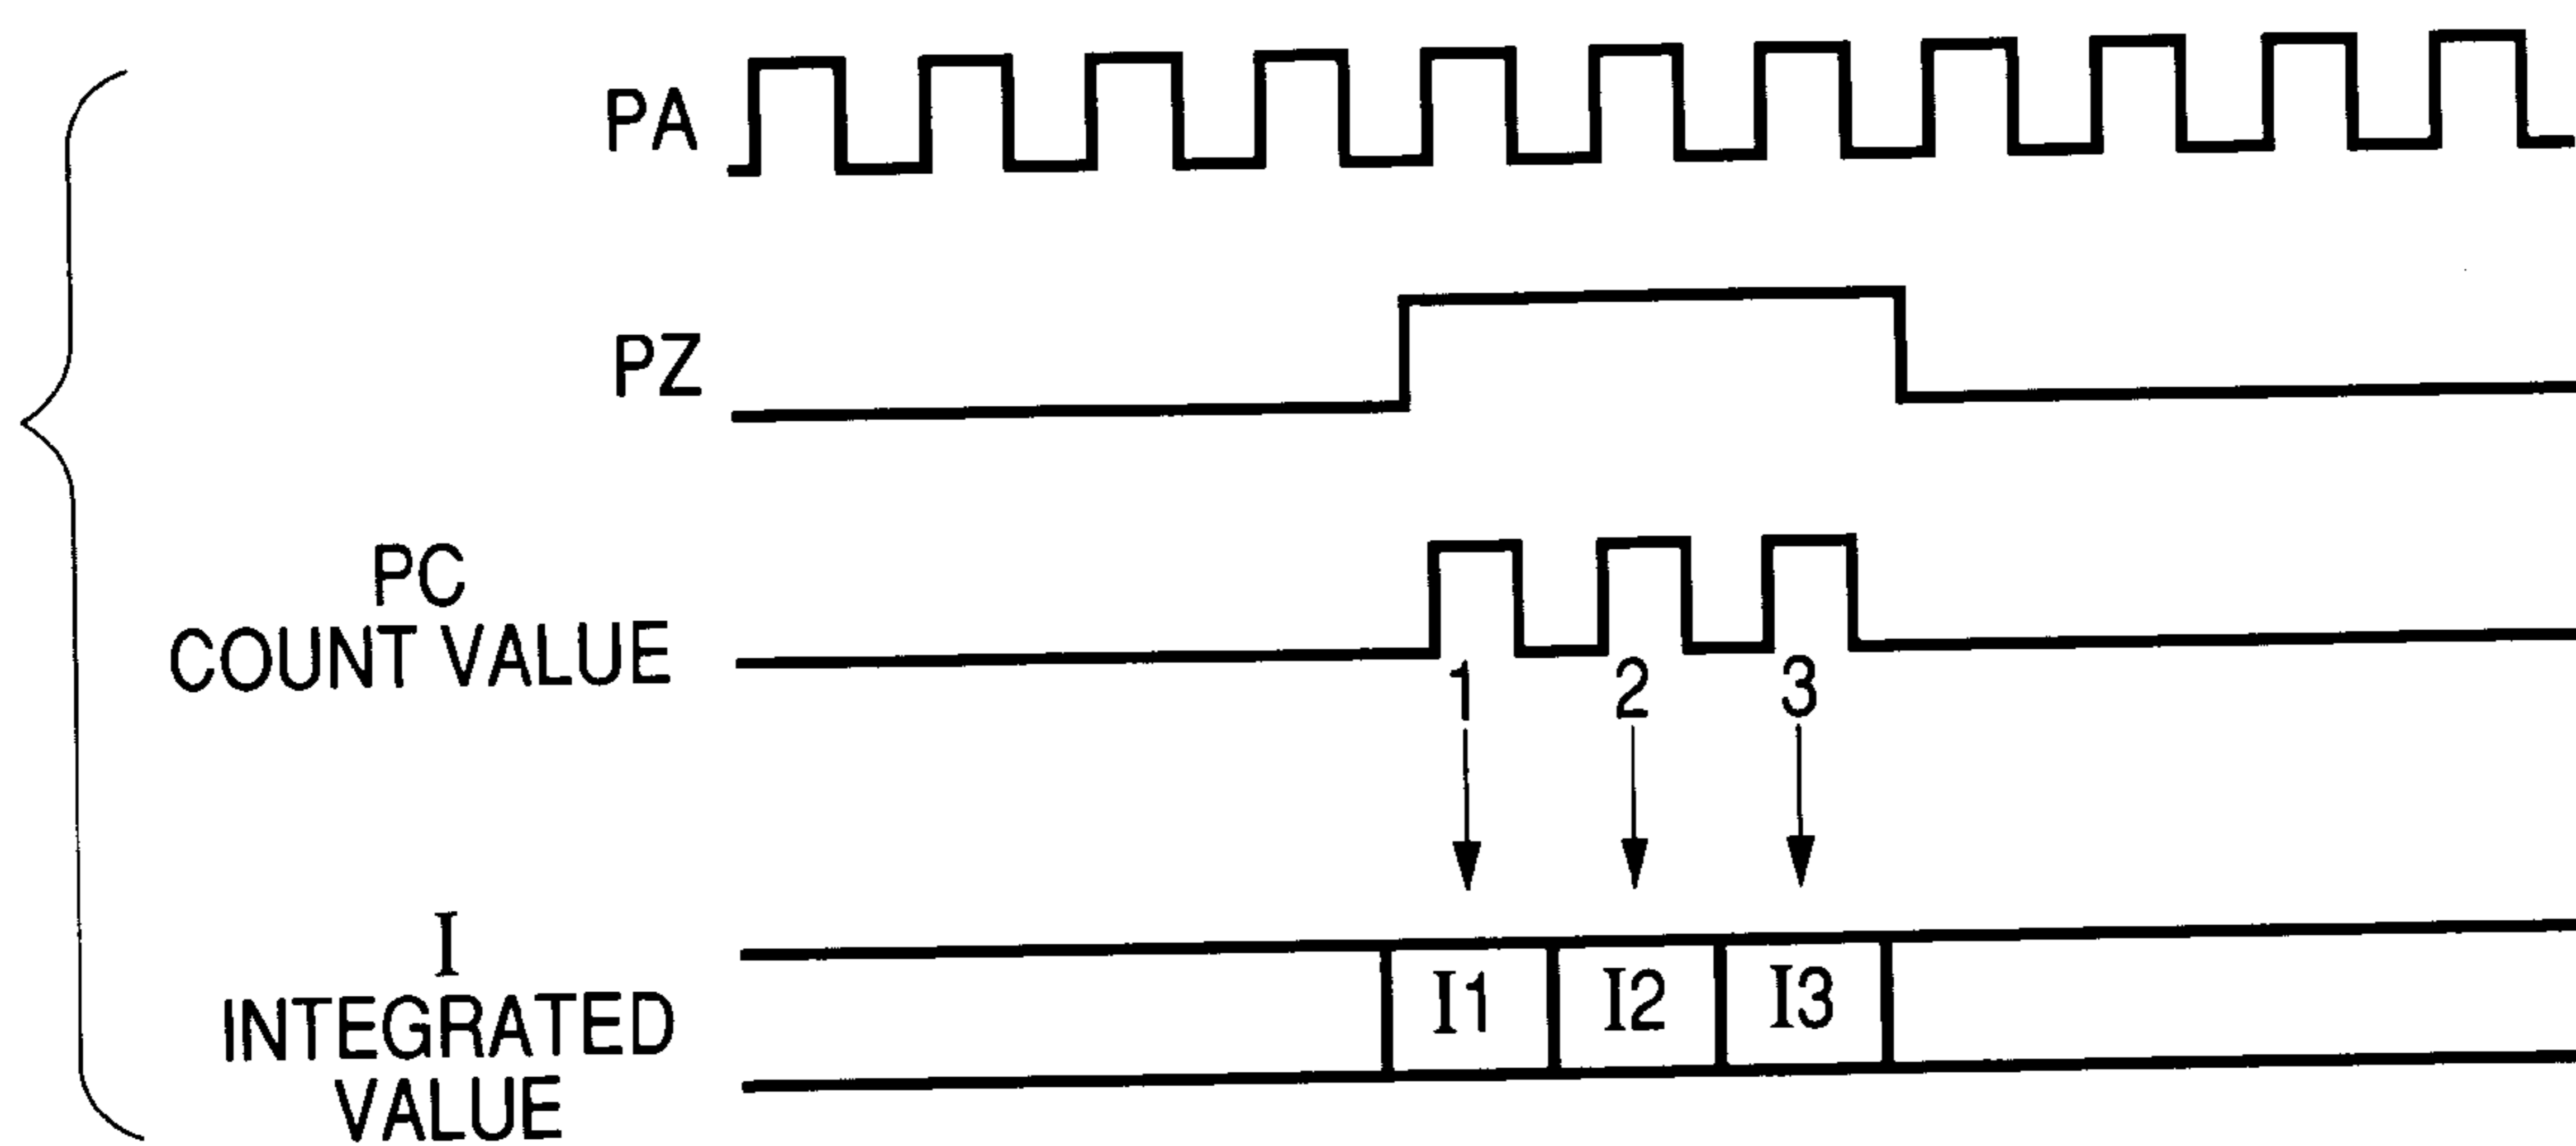 PA
PZ
PC
COUNT VALUE
1 2 3
I
INTEGRATED
VALUE
I1 I2 I3